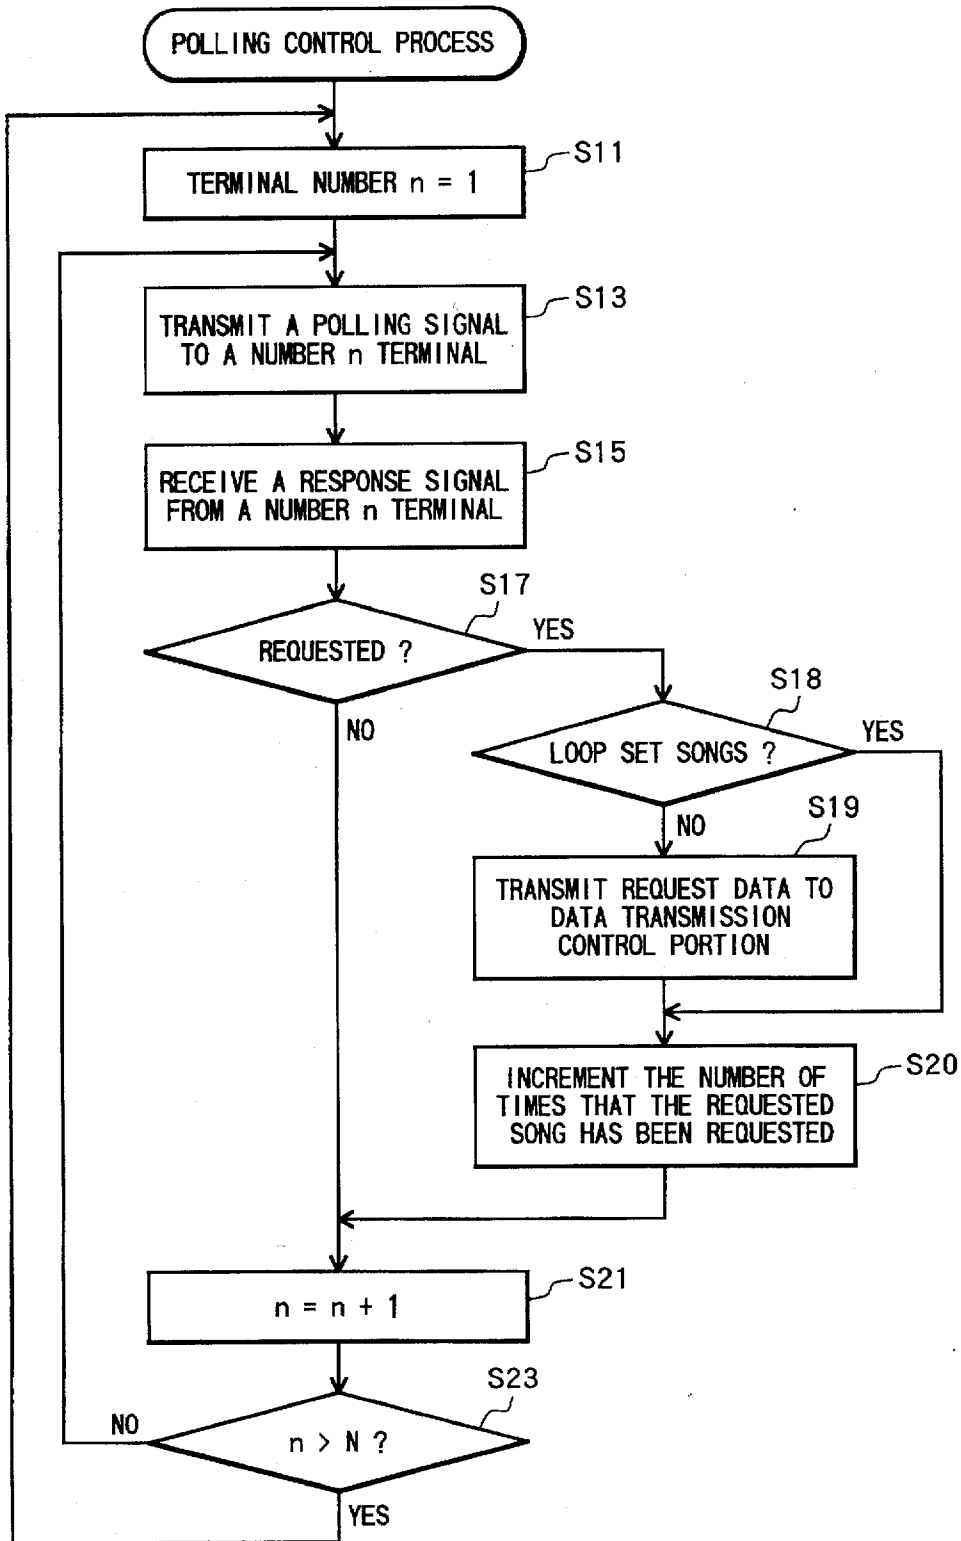 POLLING CONTROL PROCESS
S11
TERMINAL NUMBER n = 1
S13
TRANSMIT A POLLING SIGNAL
TO A NUMBER n TERMINAL
S15
RECEIVE A RESPONSE SIGNAL
FROM A NUMBER n TERMINAL
S17
REQUESTED ?
YES
NO
S18
LOOP SET SONGS ?
YES
NO
S19
TRANSMIT REQUEST DATA TO
DATA TRANSMISSION
CONTROL PORTION
S20
INCREMENT THE NUMBER OF
TIMES THAT THE REQUESTED
SONG HAS BEEN REQUESTED
S21
n = n + 1
S23
n > N ?
NO
YES